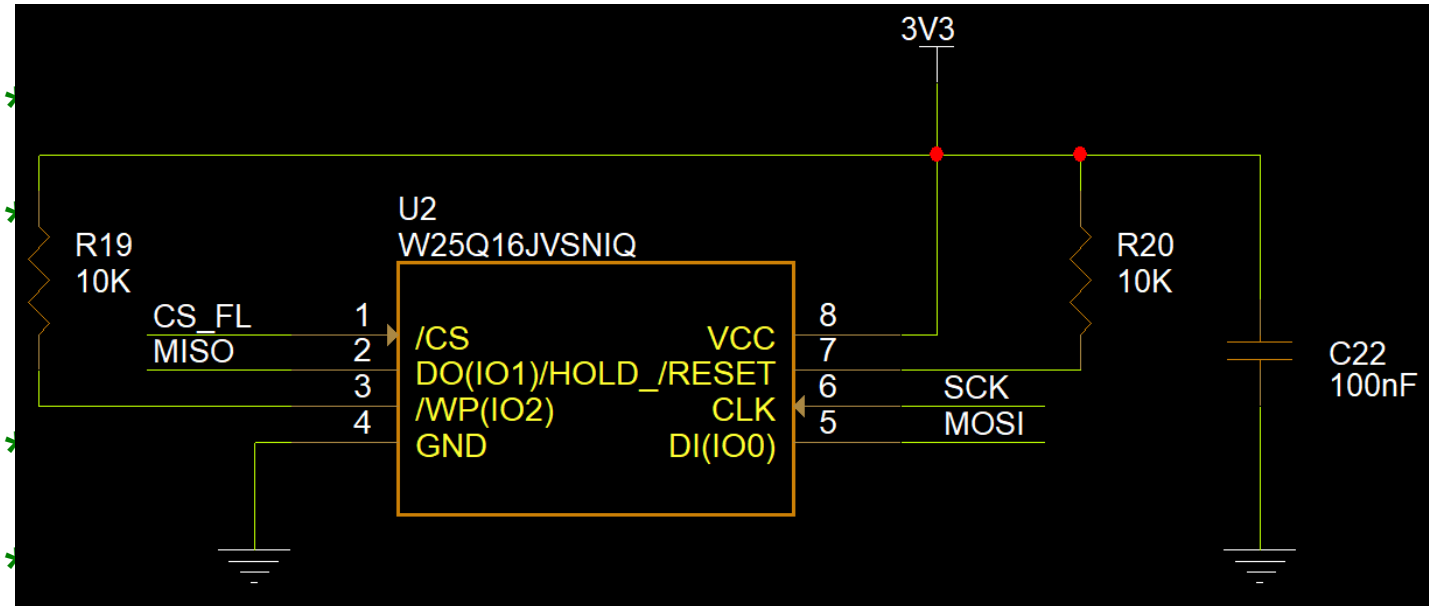 3V3
U2
W25Q16JVSNIQ
R19
10K
R20
10K
CS_FL 1 /CS VCC 8
MISO 2 DO(IO1)/HOLD_/RESET 7
3 /WP(IO2) CLK 6 SCK
4 GND DI(IO0) 5 MOSI
C22
100nF